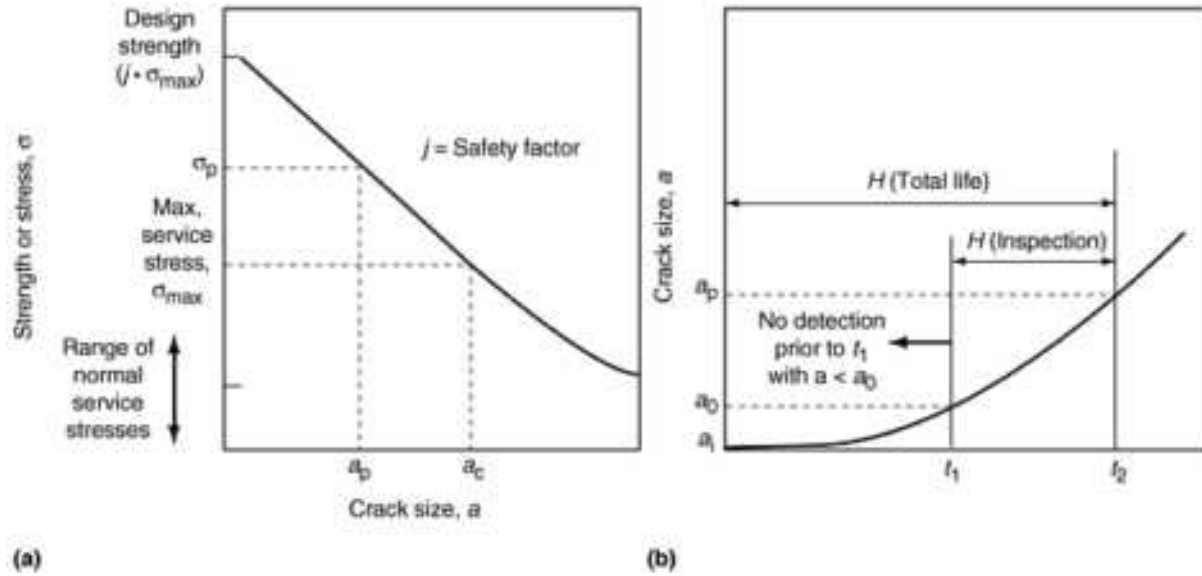 Design
strength
(j • σmax)
Strength or stress, σ
σp
j = Safety factor
Max,
service
stress,
σmax
Range of
normal
service
stresses
ap
ac
Crack size, a
(a)
Crack size, a
H (Total life)
H (Inspection)
ap
No detection
prior to t1
with a < a0
a0
ai
t1
t2
(b)